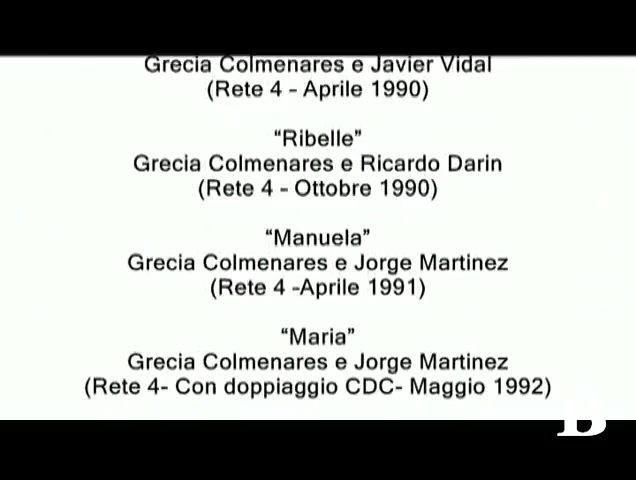 Grecia Colmenares e Javier Vidal
(Rete 4 - Aprile 1990)
“Ribelle”
Grecia Colmenares e Ricardo Darin
(Rete 4 - Ottobre 1990)
“Manuela”
Grecia Colmenares e Jorge Martinez
(Rete 4 -Aprile 1991)
“Maria”
Grecia Colmenares e Jorge Martinez
(Rete 4- Con doppiaggio CDC- Maggio 1992)
B